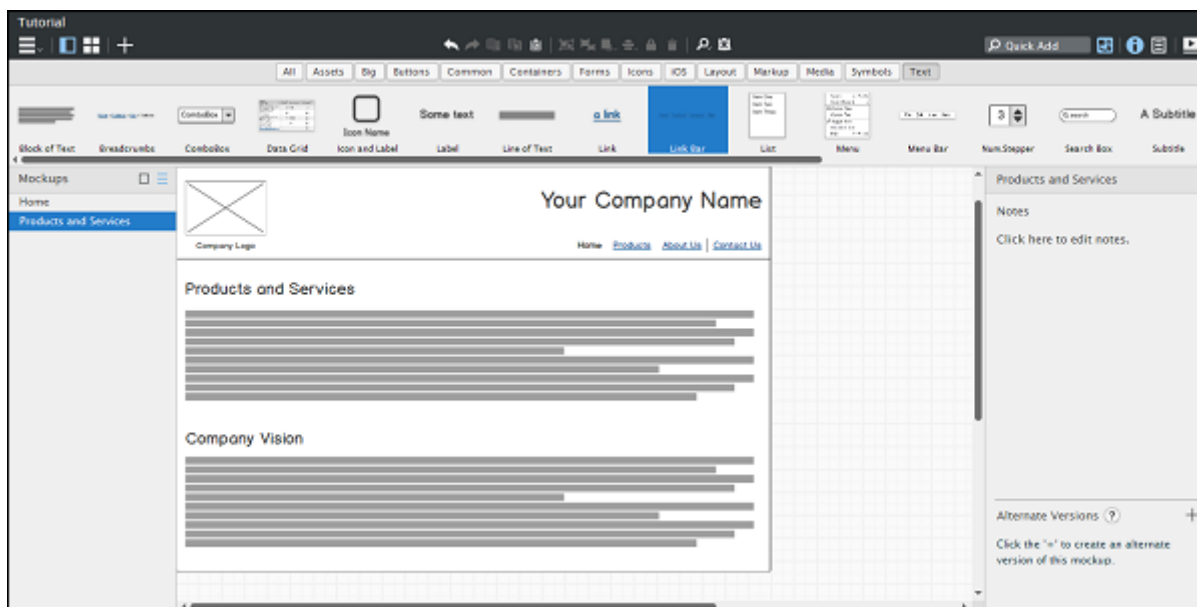 Tutorial
Quick Add
All Assets Big Buttons Common Containers Forms Icons iOS Layout Markup Media Symbols Text
ComboBox
Some text
a link
3
Search
A Subtitle
Icon Name
Block of Text Breadcrumbs ComboBox Data Grid Icon and Label Label Line of Text Link Link Bar List Menu Menu Bar Num.Stepper Search Box Subtitle
Mockups
Home
Products and Services
Your Company Name
Company Logo
Home Products About Us Contact Us
Products and Services
Company Vision
Products and Services
Notes
Click here to edit notes.
Alternate Versions ?
Click the '+' to create an alternate
version of this mockup.